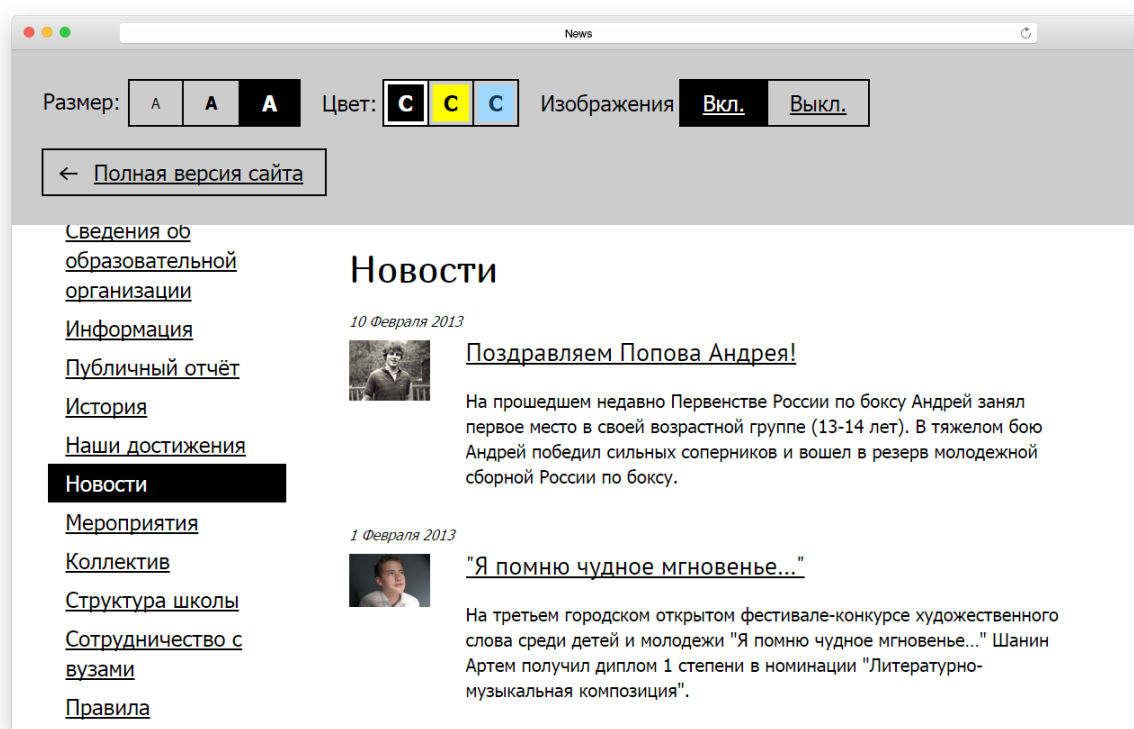 News
Размер: A A A Цвет: C C C Изображения Вкл. Выкл.
← Полная версия сайта
Сведения об
образовательной
организации
Информация
Публичный отчёт
История
Наши достижения
Новости
Мероприятия
Коллектив
Структура школы
Сотрудничество с
вузами
Правила
Новости
10 Февраля 2013
Поздравляем Попова Андрея!
На прошедшем недавно Первенстве России по боксу Андрей занял
первое место в своей возрастной группе (13-14 лет). В тяжелом бою
Андрей победил сильных соперников и вошел в резерв молодежной
сборной России по боксу.
1 Февраля 2013
"Я помню чудное мгновенье..."
На третьем городском открытом фестивале-конкурсе художественного
слова среди детей и молодежи "Я помню чудное мгновенье..." Шанин
Артем получил диплом 1 степени в номинации "Литературно-
музыкальная композиция".